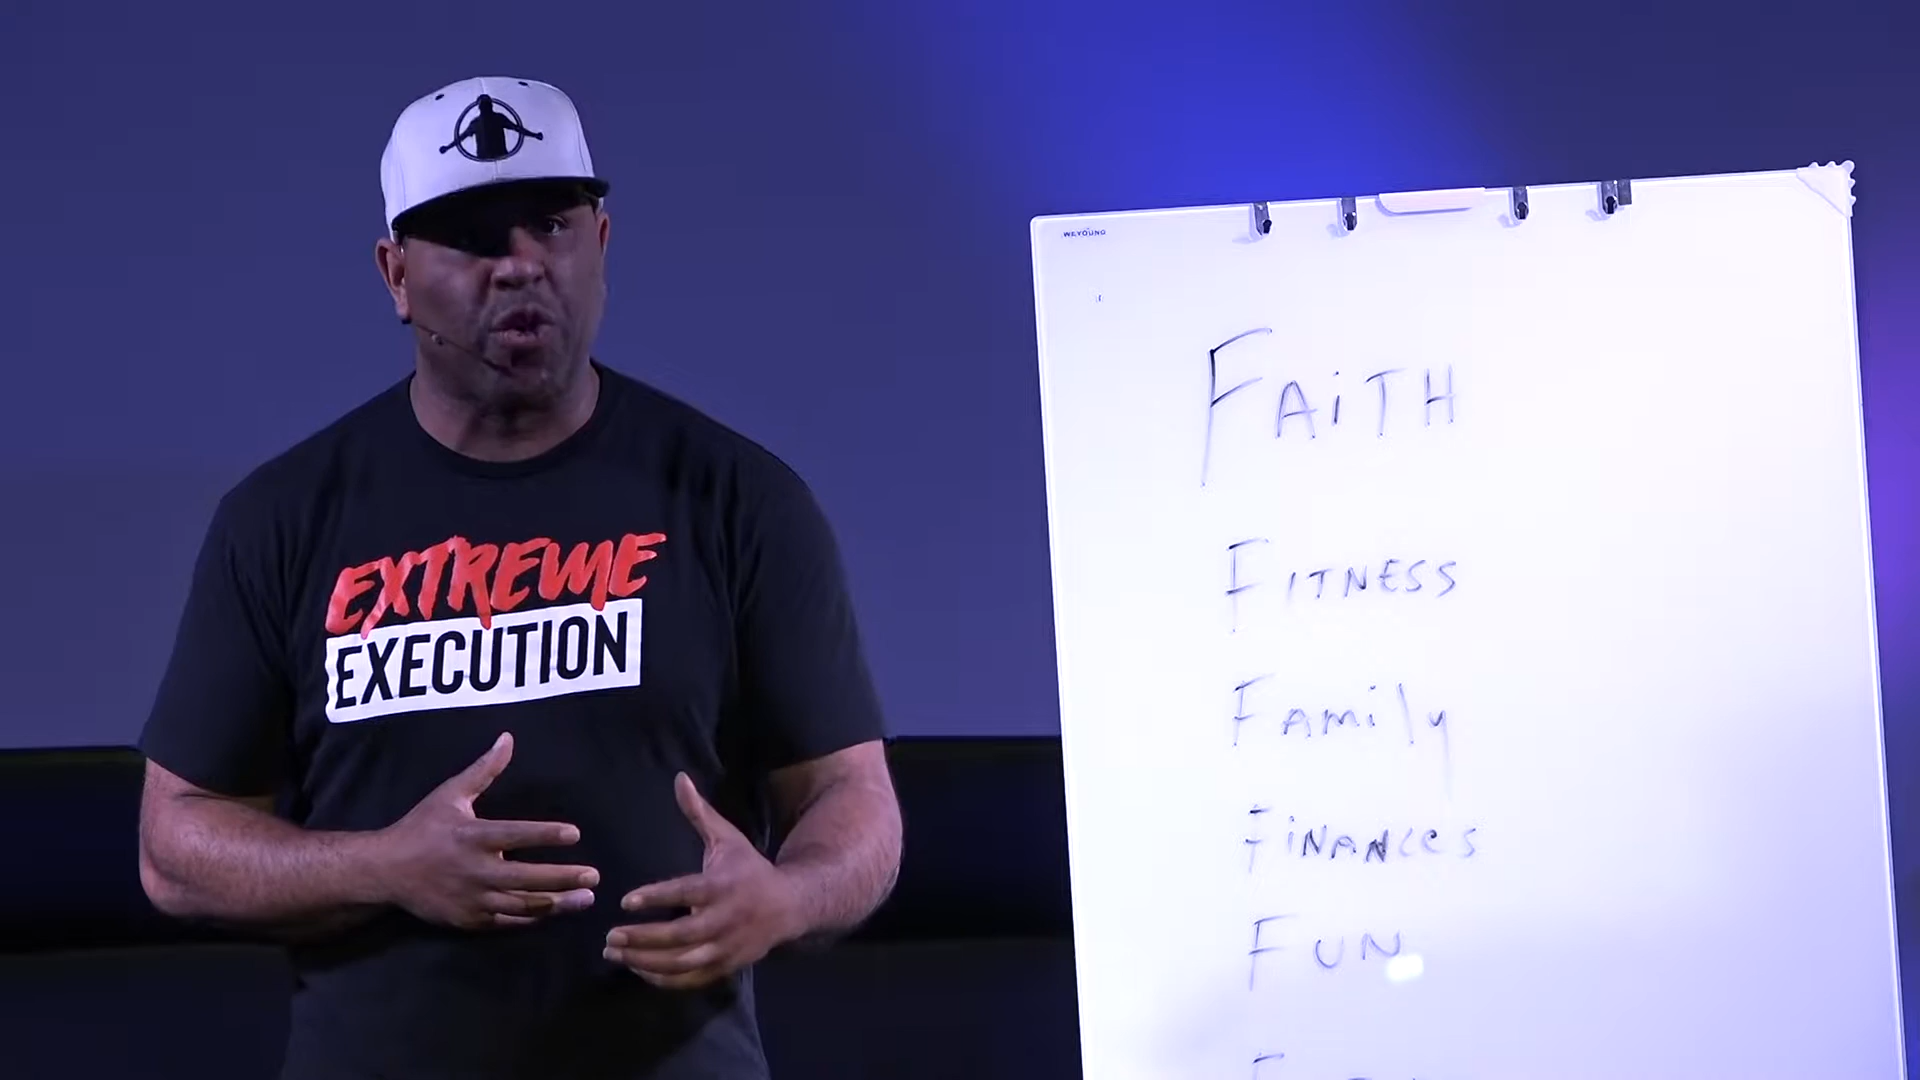 WEYOUNG
FAiTH
EXTREME
EXECUTION
FITNESS
Family
FiNANCeS
FUN